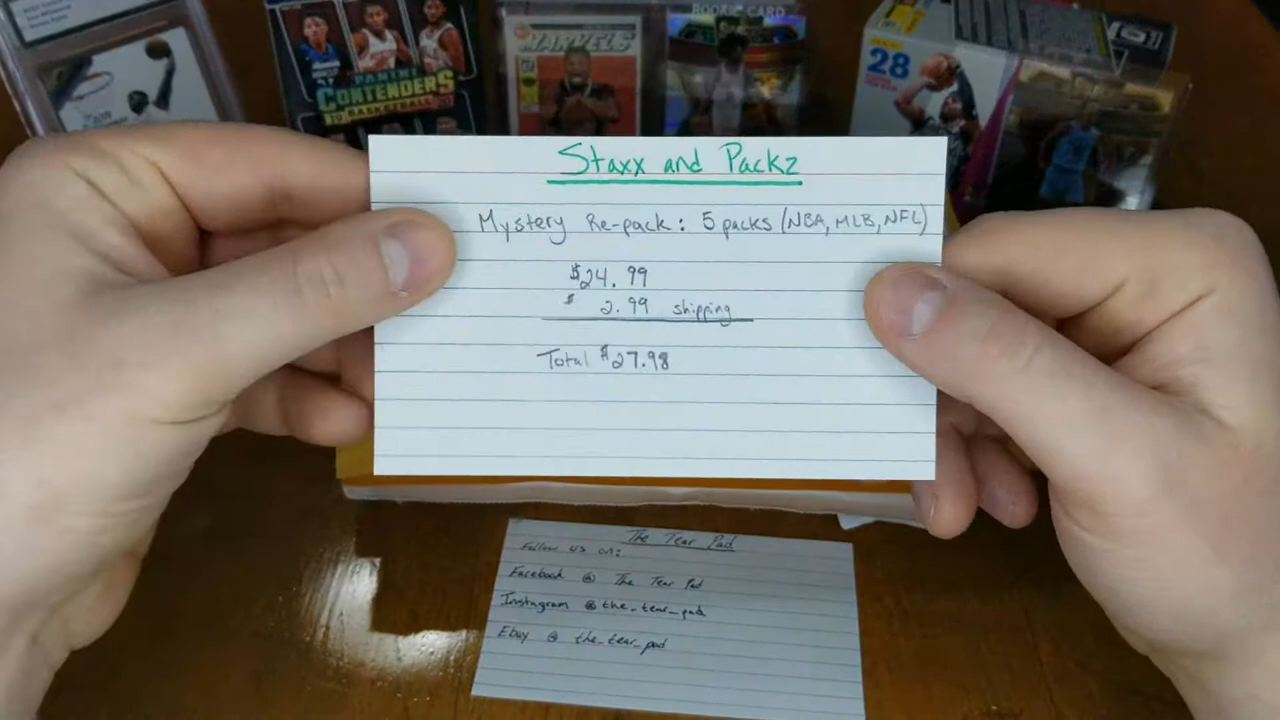 PANINI
CONTENDERS
BASKETBALL
MARVELS
ROOKIE CARD
28
Staxx and Packz
Mystery Re-pack: 5 packs (NBA, MLB, NFL)
$24.99
$ 2.99 shipping
Total $27.98
The Tear Pad
Follow us on:
Facebook @ The Tear Pad
Instagram @the_tear_pad
Ebay @ the_tear_pad